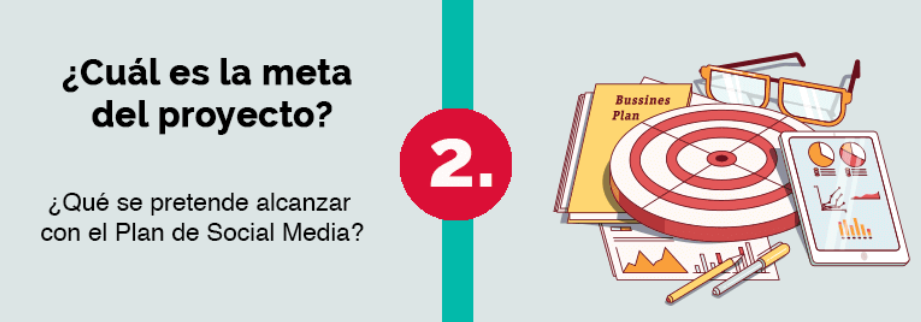 ¿Cuál es la meta
del proyecto?
¿Qué se pretende alcanzar
con el Plan de Social Media?
2.
Bussines
Plan